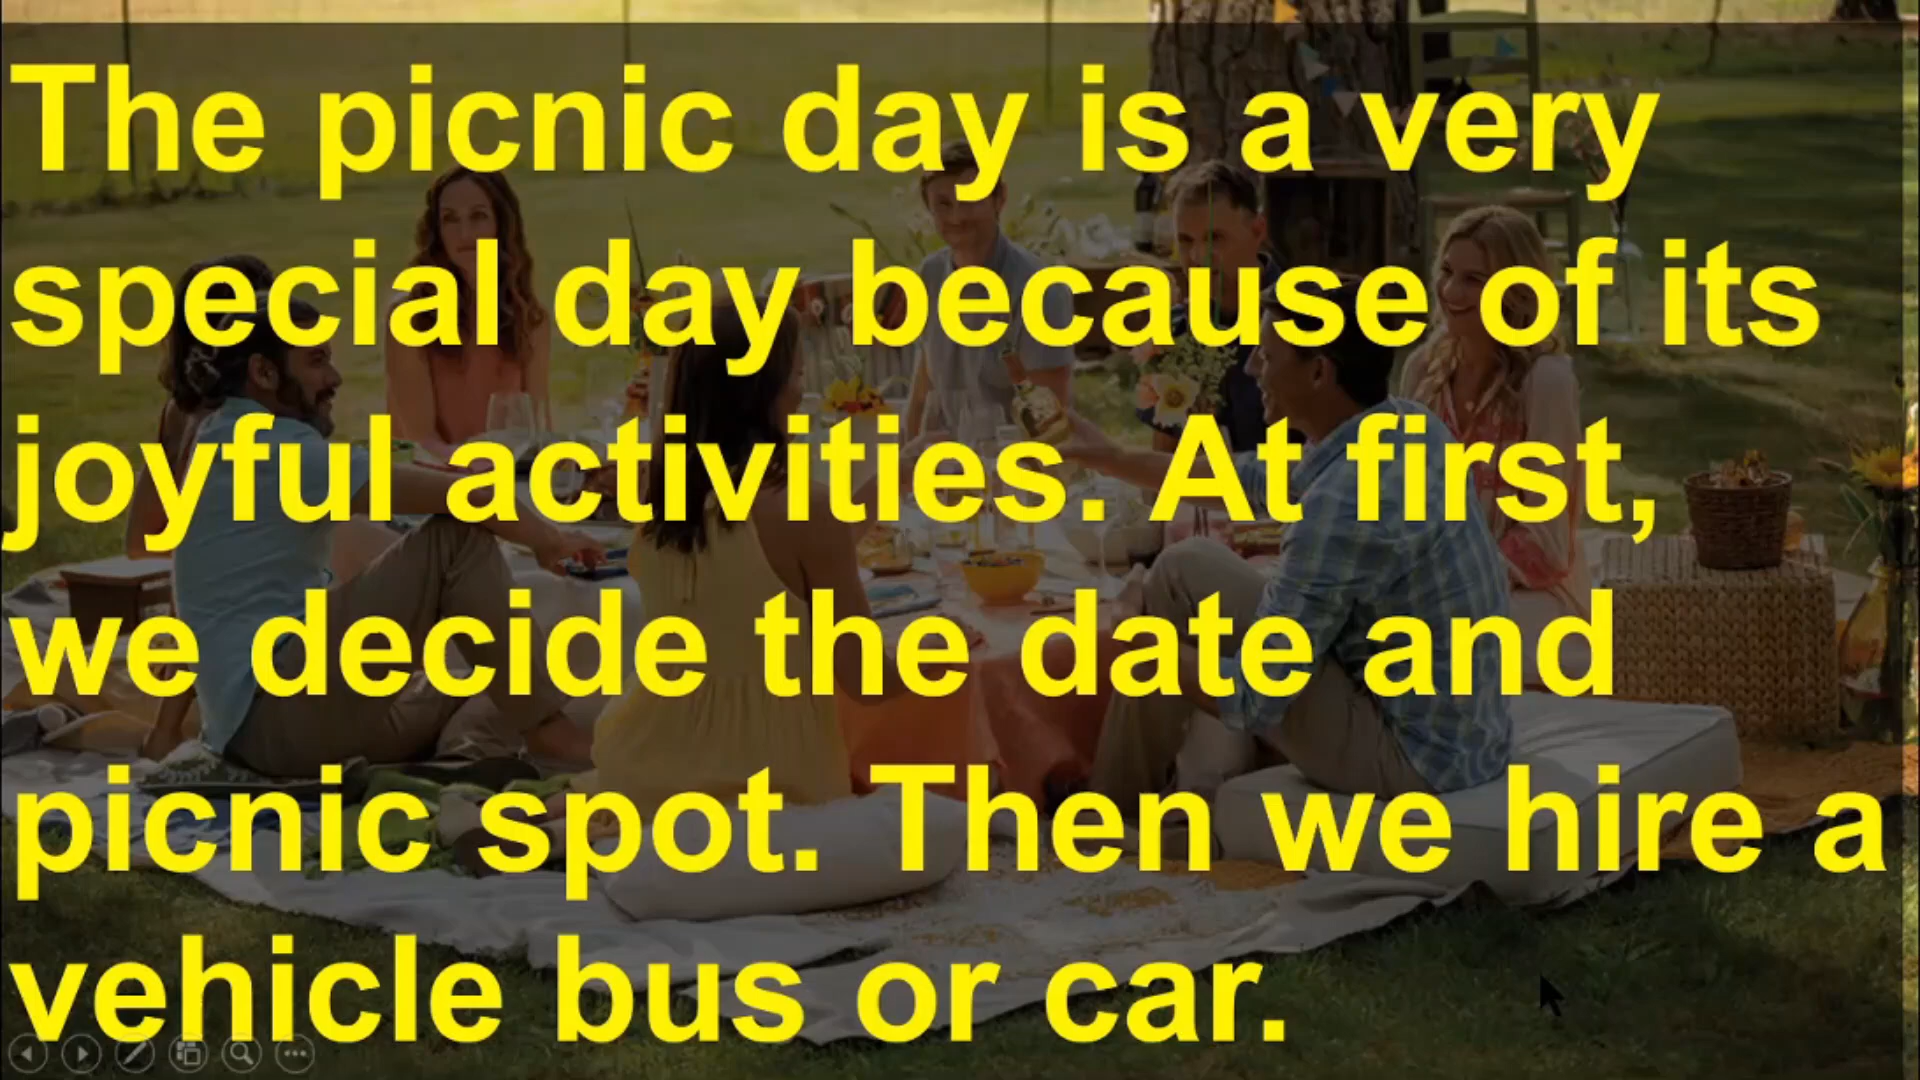 The picnic day is a very
special day because of its
joyful activities. At first,
we decide the date and
picnic spot. Then we hire a
vehicle bus or car.